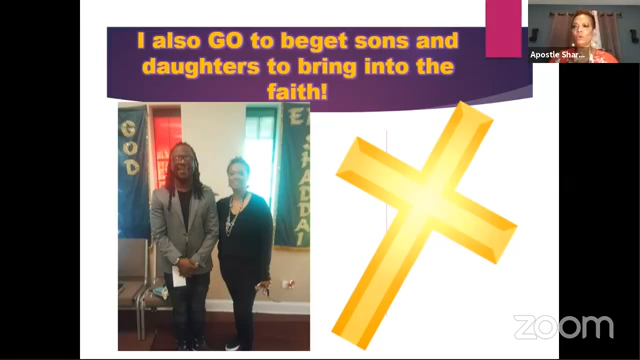 I also GO to beget sons and
daughters to bring into the
faith!
Apostle Shar...
GOD
EL
SHADDAI
zoom